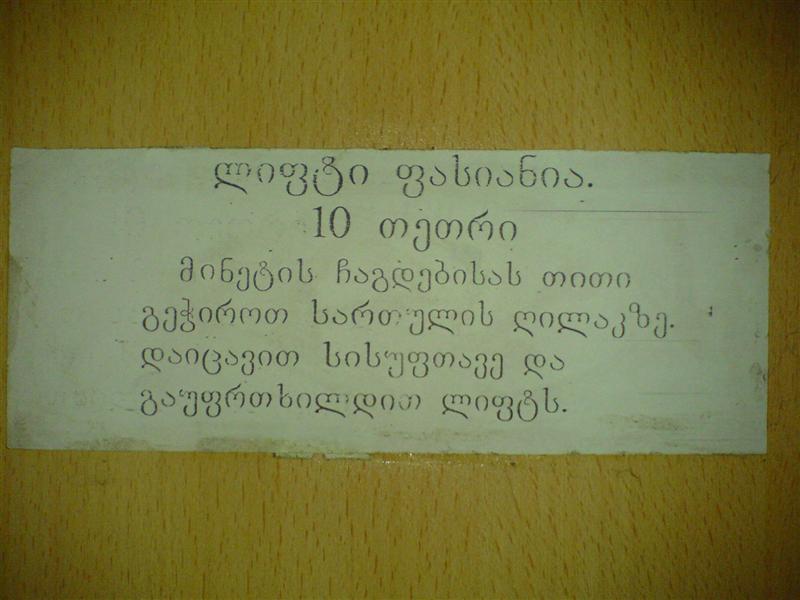 ლიფტი ფასიანია.
10 თეთრი
მინეტის ჩაგდებისას თითი
გეჭიროთ სართულის ღილაკზე.
დაიცავით სისუფთავე და
გაუფრთხილდით ლიფტს.